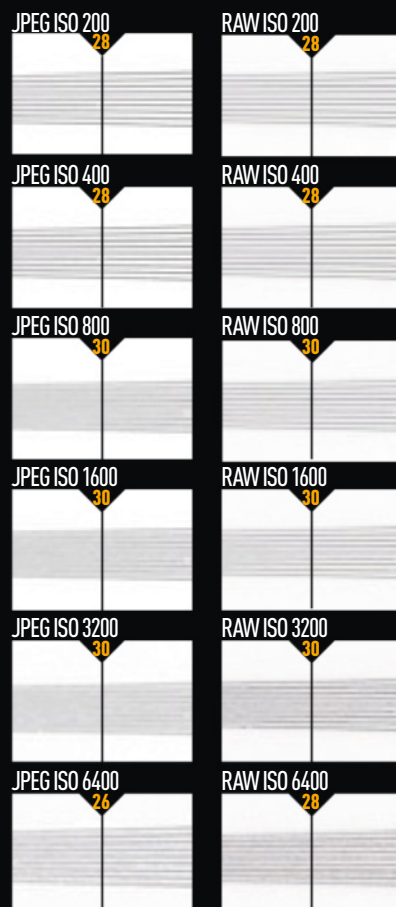 JPEG ISO 200 RAW ISO 200
28 28
JPEG ISO 400 RAW ISO 400
28 28
JPEG ISO 800 RAW ISO 800
30 30
JPEG ISO 1600 RAW ISO 1600
30 30
JPEG ISO 3200 RAW ISO 3200
30 30
JPEG ISO 6400 RAW ISO 6400
26 28